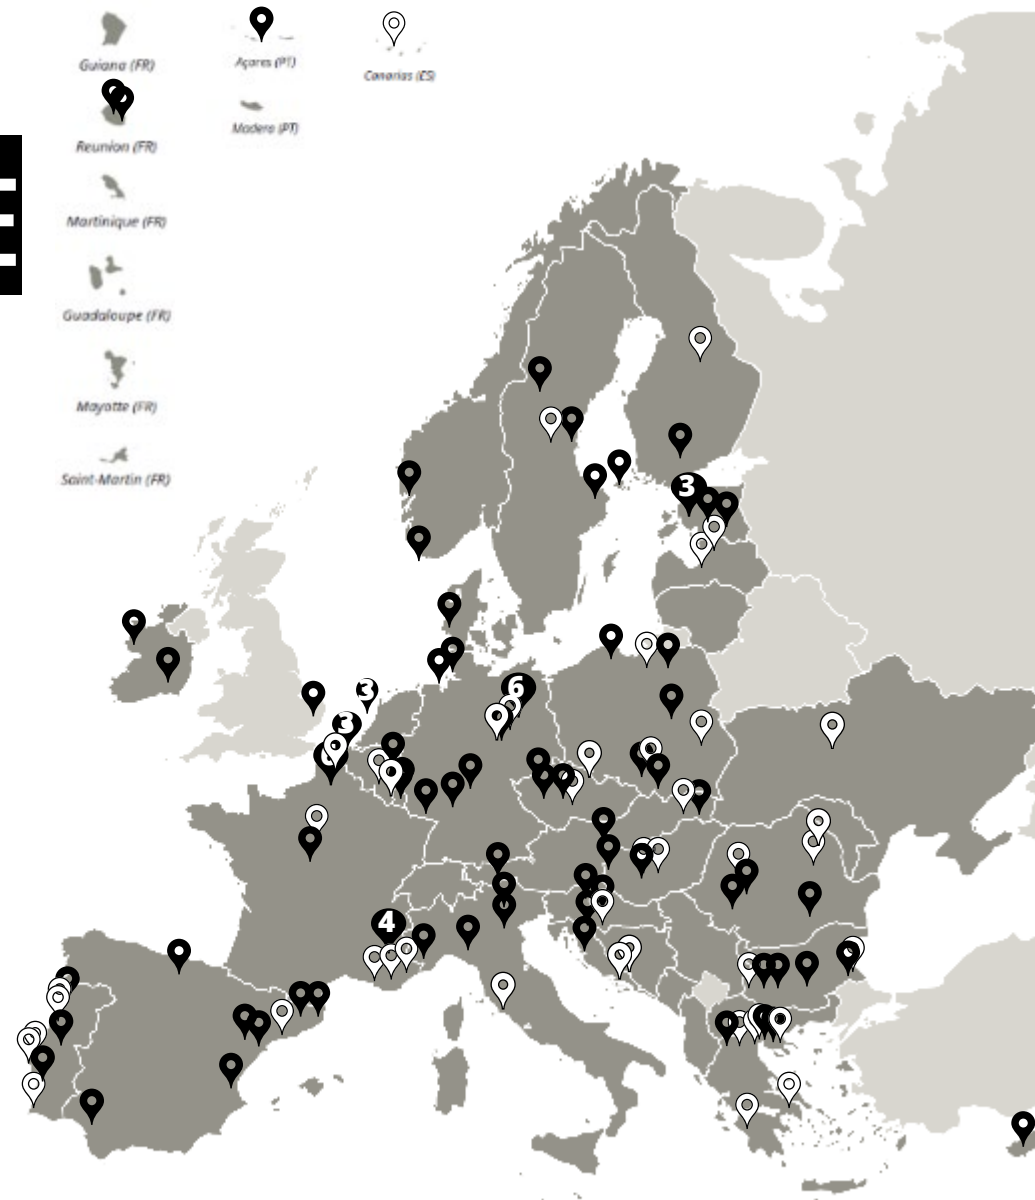 Guiana (FR)
Açores (PT)
Canarias (ES)
Reunion (FR)
Madera (PT)
Martinique (FR)
Guadaloupe (FR)
Mayotte (FR)
Saint-Martin (FR)
3
6
3
3
4